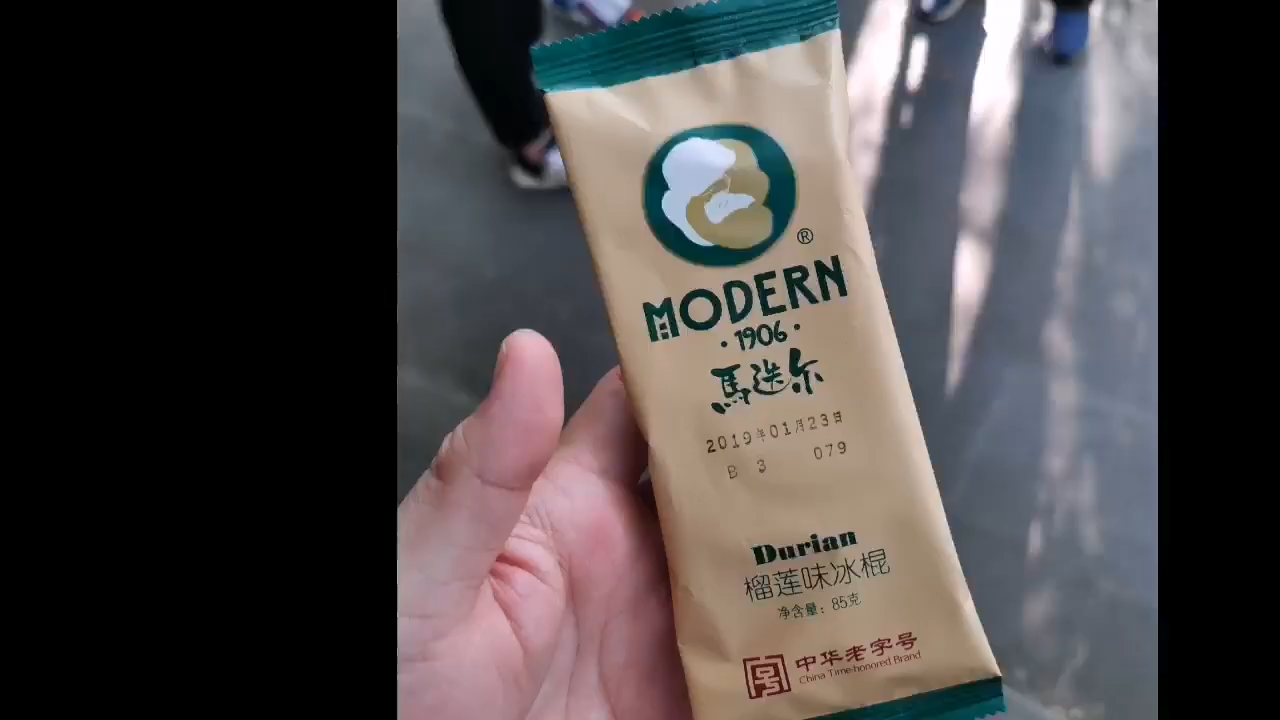 ®
MODERN
·1906·
馬迭尔
2019年01月23日
B 3 079
Durian
榴莲味冰棍
净含量：85克
中华老字号
China Time-honored Brand